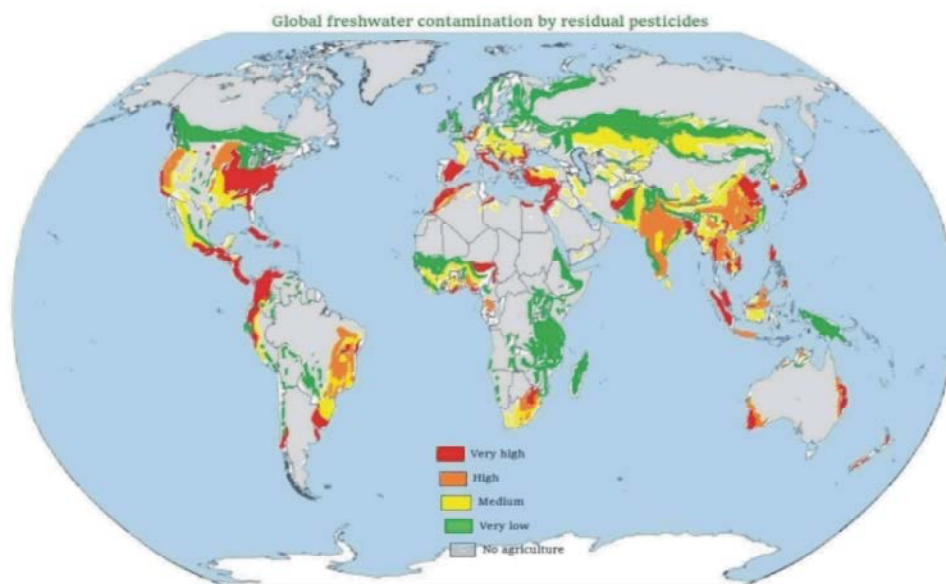 Global freshwater contamination by residual pesticides
Very high
High
Medium
Very low
No agriculture